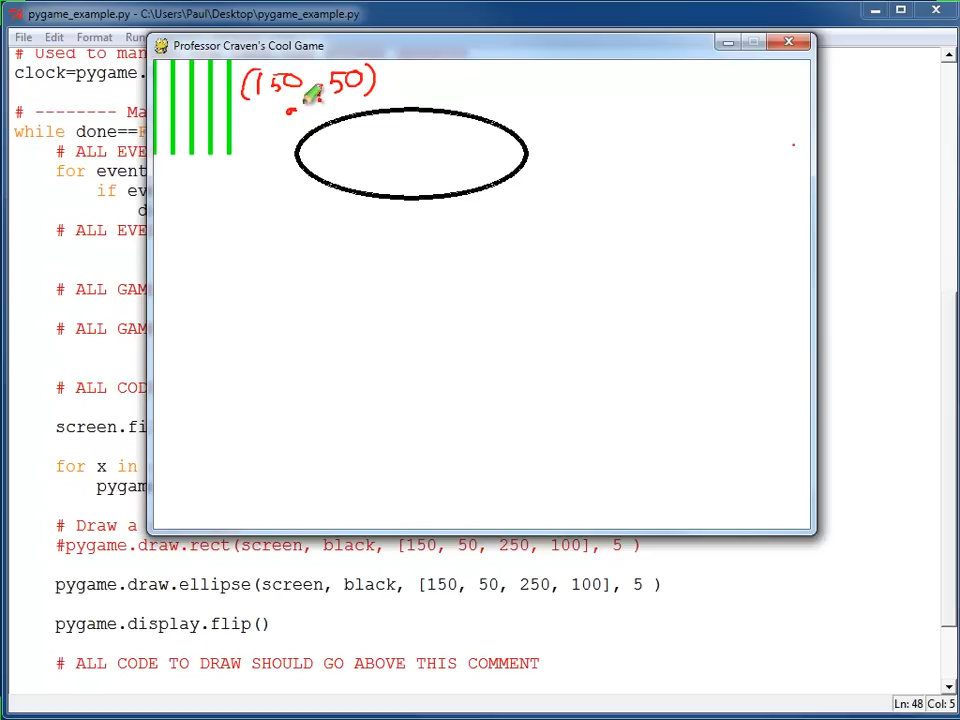 pygame_example.py - C:\Users\Paul\Desktop\pygame_example.py
File Edit Format Run
Professor Craven's Cool Game
(150, 50)
# Used to man
clock=pygame.
# -------- Ma
while done==F
# ALL EVE
for event
if ev
d
# ALL EVE
# ALL GAM
# ALL GAM
# ALL COD
screen.fi
for x in
pygam
# Draw a
#pygame.draw.rect(screen, black, [150, 50, 250, 100], 5 )
pygame.draw.ellipse(screen, black, [150, 50, 250, 100], 5 )
pygame.display.flip()
# ALL CODE TO DRAW SHOULD GO ABOVE THIS COMMENT
Ln: 48 Col: 5